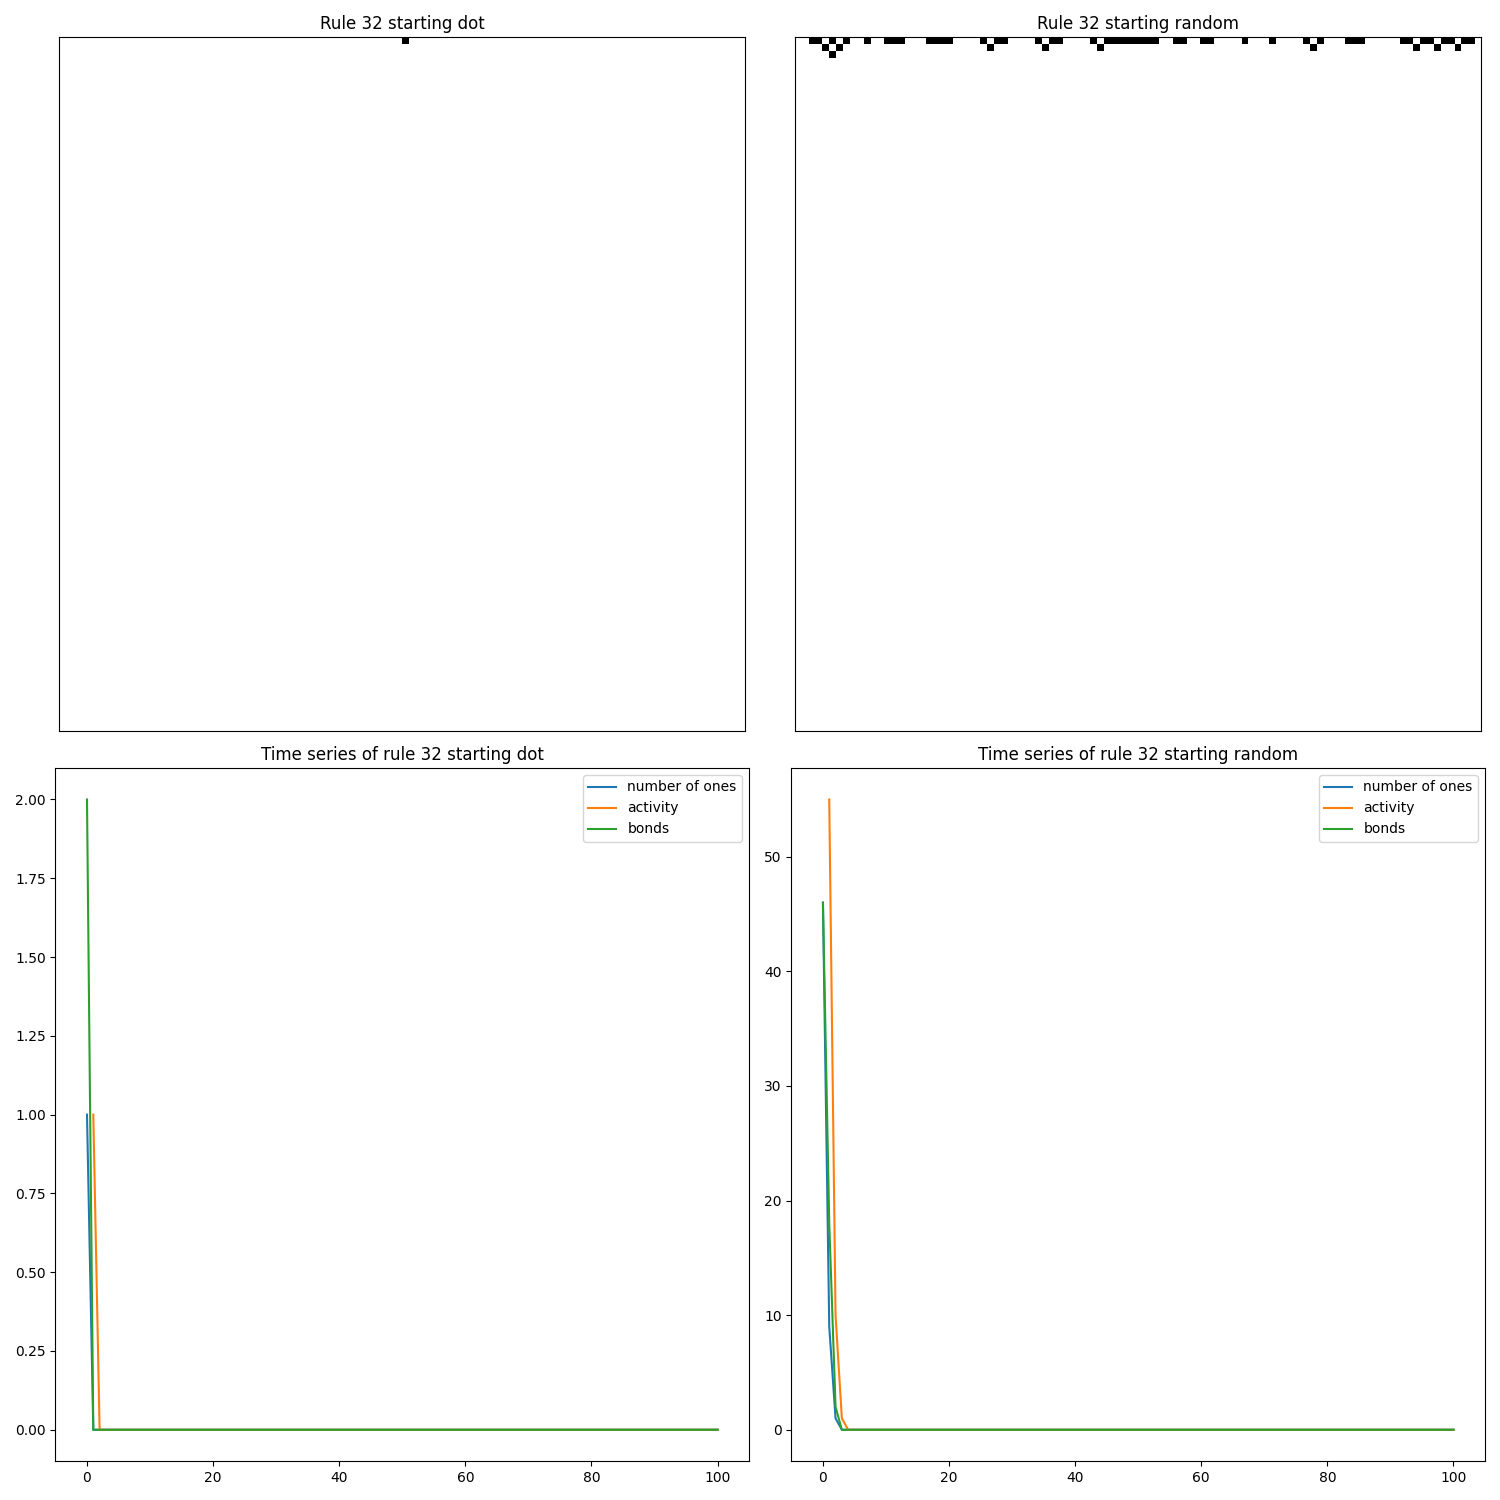 Rule 32 starting dot
Rule 32 starting random
Time series of rule 32 starting dot
2.00
1.75
1.50
1.25
1.00
0.75
0.50
0.25
0.00
0
20
40
60
80
100
number of ones
activity
bonds
Time series of rule 32 starting random
50
40
30
20
10
0
0
20
40
60
80
100
number of ones
activity
bonds